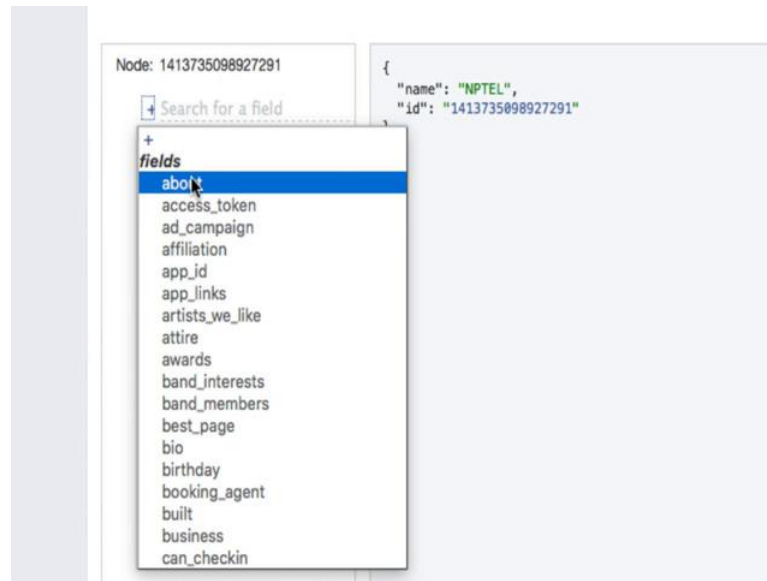 Node: 1413735098927291
+ Search for a field
+
fields
about
access_token
ad_campaign
affiliation
app_id
app_links
artists_we_like
attire
awards
band_interests
band_members
best_page
bio
birthday
booking_agent
built
business
can_checkin
{
"name": "NPTEL",
"id": "1413735098927291"
}